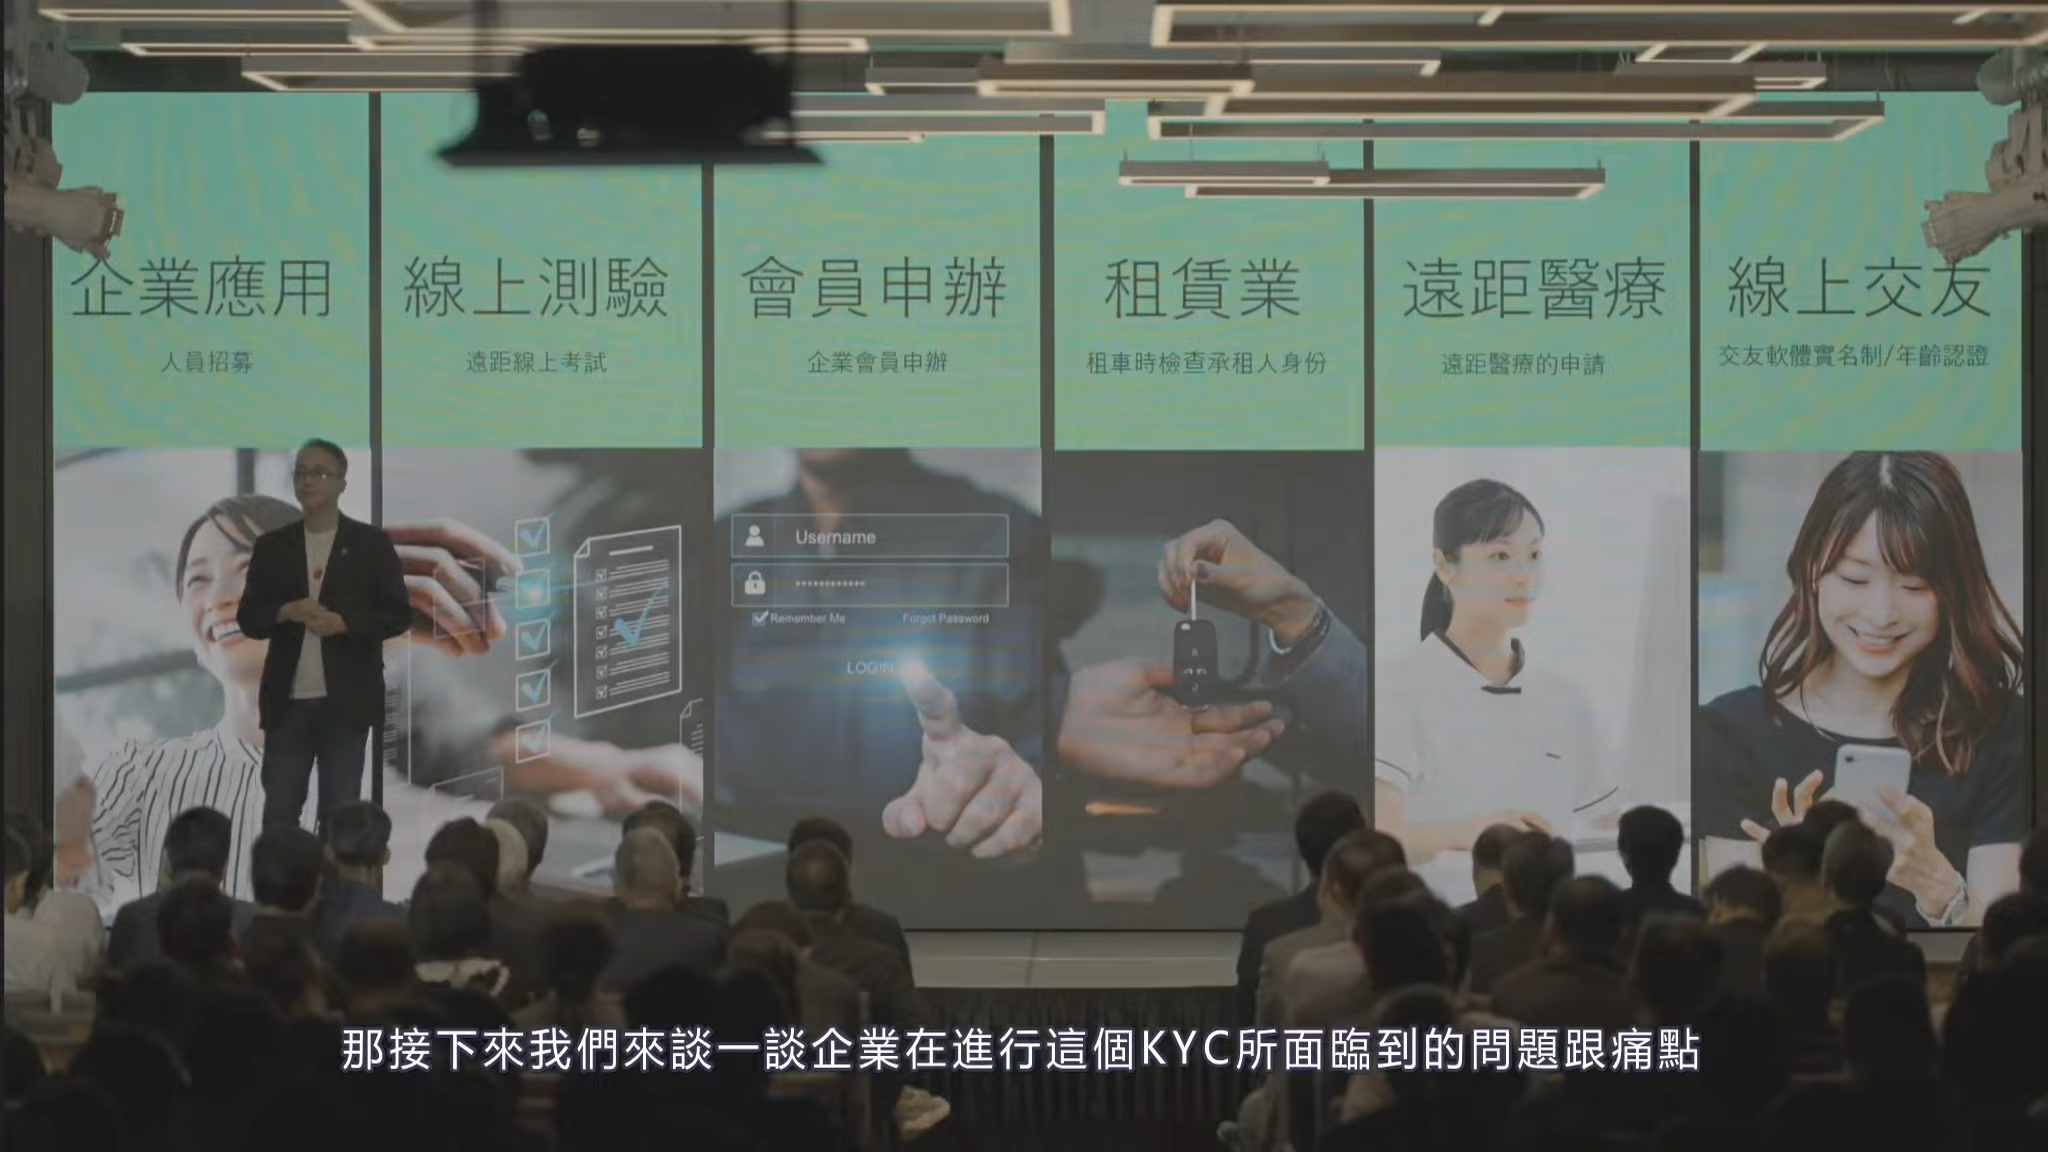 企業應用
人員招募
線上測驗
遠距線上考試
會員申辦
企業會員申辦
租賃業
租車時檢查承租人身份
遠距醫療
遠距醫療的申請
線上交友
交友軟體實名制/年齡認證
Username
************
Remember Me
Forgot Password
LOGIN
那接下來我們來談一談企業在進行這個KYC所面臨到的問題跟痛點